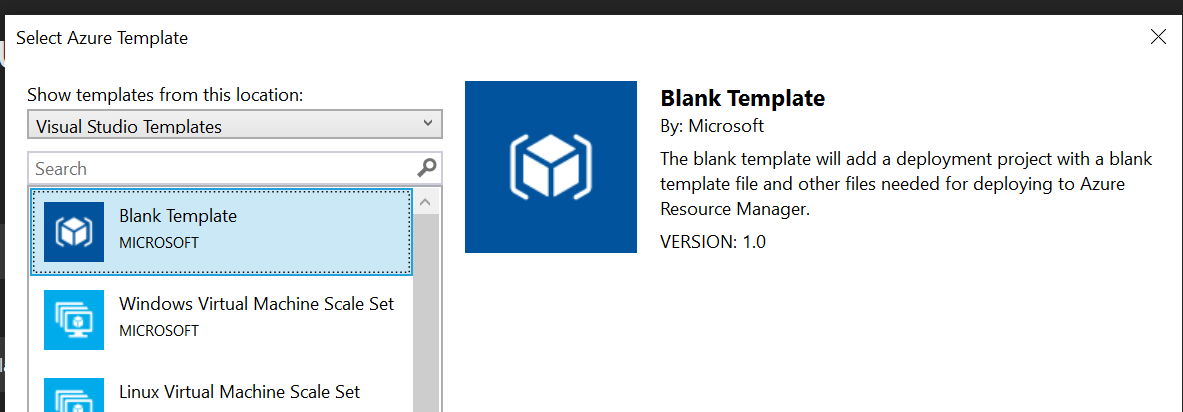 Select Azure Template
Show templates from this location:
Visual Studio Templates
Search
Blank Template
MICROSOFT
Windows Virtual Machine Scale Set
MICROSOFT
Linux Virtual Machine Scale Set
Blank Template
By: Microsoft
The blank template will add a deployment project with a blank
template file and other files needed for deploying to Azure
Resource Manager.
VERSION: 1.0